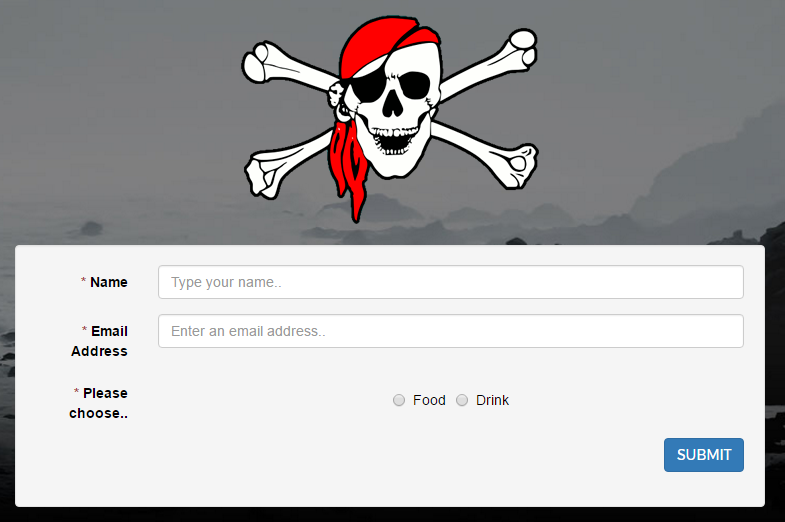 * Name
Type your name..
* Email
Address
Enter an email address..
* Please
choose..
Food Drink
SUBMIT